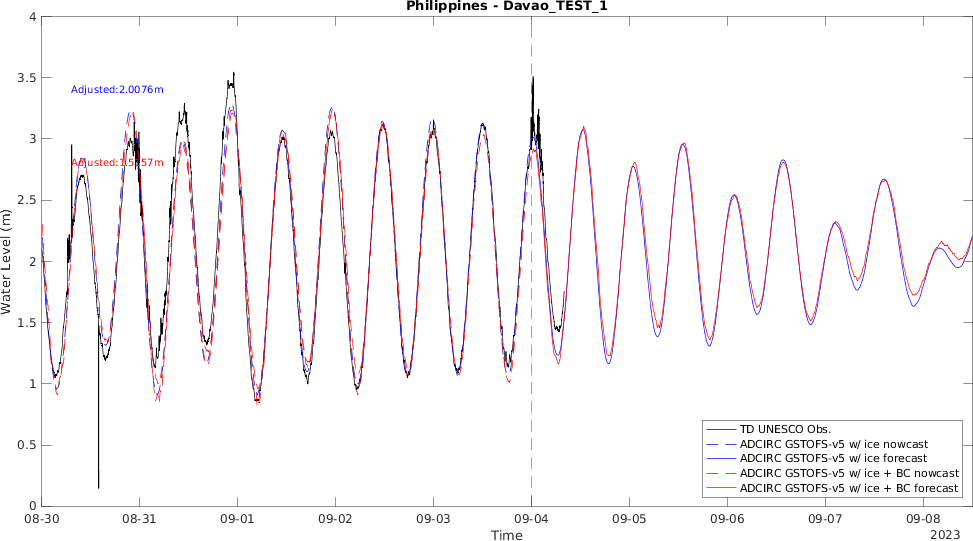 Philippines - Davao_TEST_1
4
3.5
3
2.5
2
1.5
1
0.5
0
Water Level (m)
Adjusted:2.0076m
TD UNESCO Obs.
ADCIRC GSTOFS-v5 w/ ice nowcast
ADCIRC GSTOFS-v5 w/ ice forecast
ADCIRC GSTOFS-v5 w/ ice + BC nowcast
ADCIRC GSTOFS-v5 w/ ice + BC forecast
08-30 08-31 09-01 09-02 09-03 09-04 09-05 09-06 09-07 09-08
Time
2023